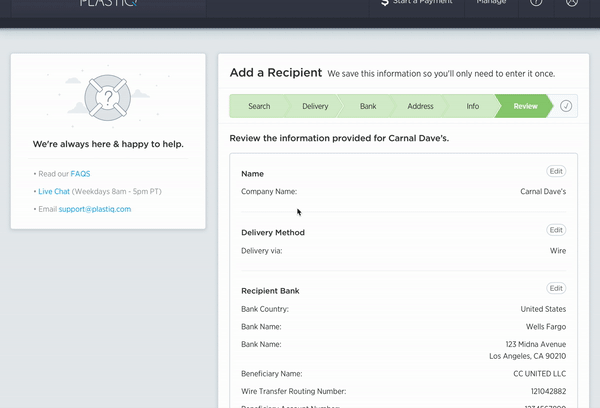 PLASTIQ
$ Start a Payment
Manage
?
Add a Recipient We save this information so you'll only need to enter it once.
Search
Delivery
Bank
Address
Info
Review
?
We're always here & happy to help.
• Read our FAQS
• Live Chat (Weekdays 8am - 5pm PT)
• Email support@plastiq.com
Review the information provided for Carnal Dave's.
Name
Edit
Company Name:
Carnal Dave's
Delivery Method
Edit
Delivery via:
Wire
Recipient Bank
Edit
Bank Country:
United States
Bank Name:
Wells Fargo
Bank Name:
123 Midna Avenue
Los Angeles, CA 90210
Beneficiary Name:
CC UNITED LLC
Wire Transfer Routing Number:
121042882
Beneficiary Account Number: